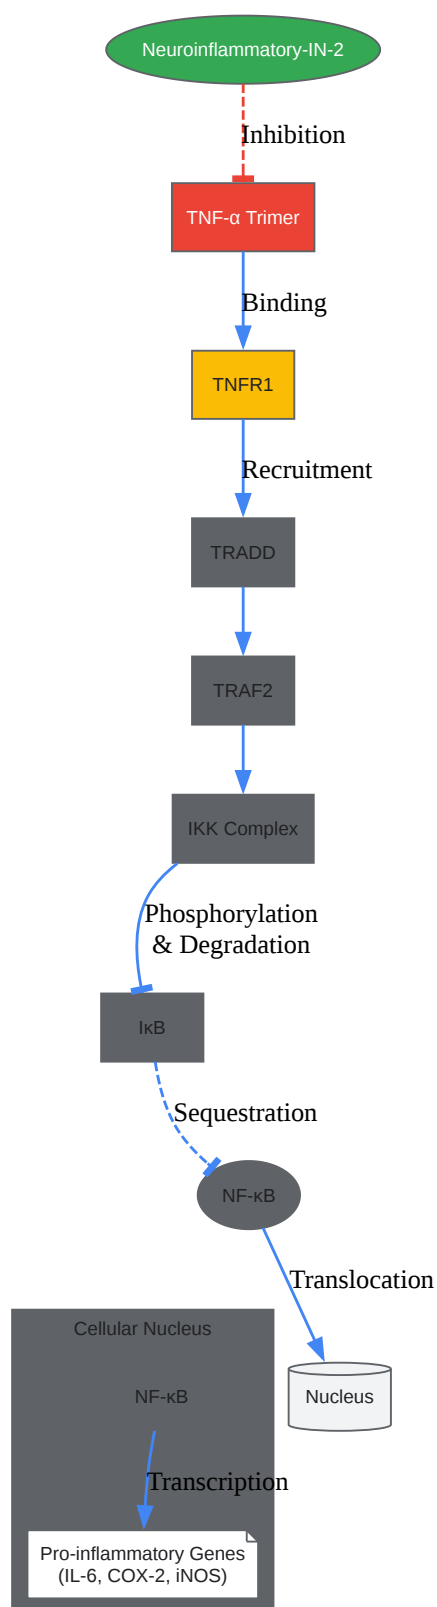 Neuroinflammatory-IN-2
Inhibition
TNF-α Trimer
Binding
TNFR1
Recruitment
TRADD
TRAF2
IKK Complex
Phosphorylation
& Degradation
IκB
Sequestration
NF-κB
Translocation
Cellular Nucleus
NF-κB
Nucleus
Transcription
Pro-inflammatory Genes
(IL-6, COX-2, iNOS)